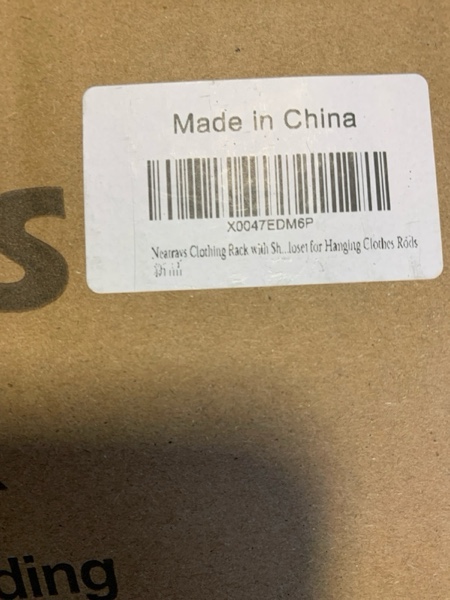 Made in China
X0047EDM6P
Neatrays Clothing Rack with Sh...loset for Hanging Clothes Rods
s
ding